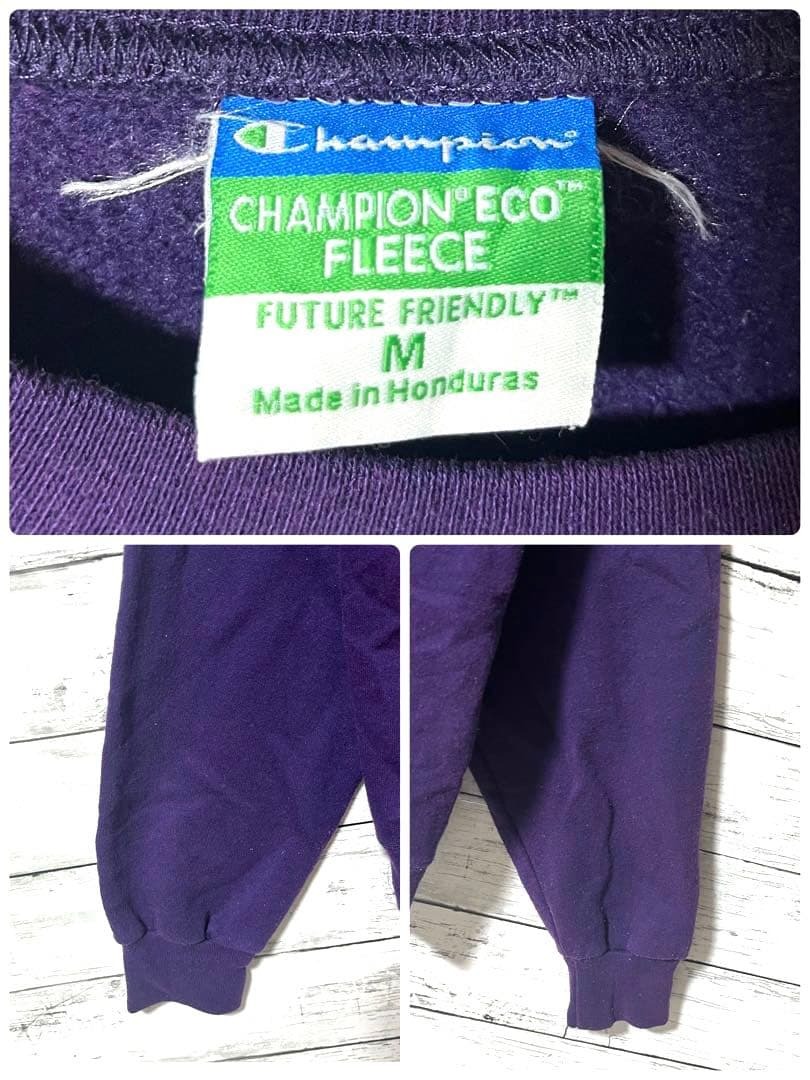 Champion®
CHAMPION® ECO™
FLEECE
FUTURE FRIENDLY™
M
Made in Honduras